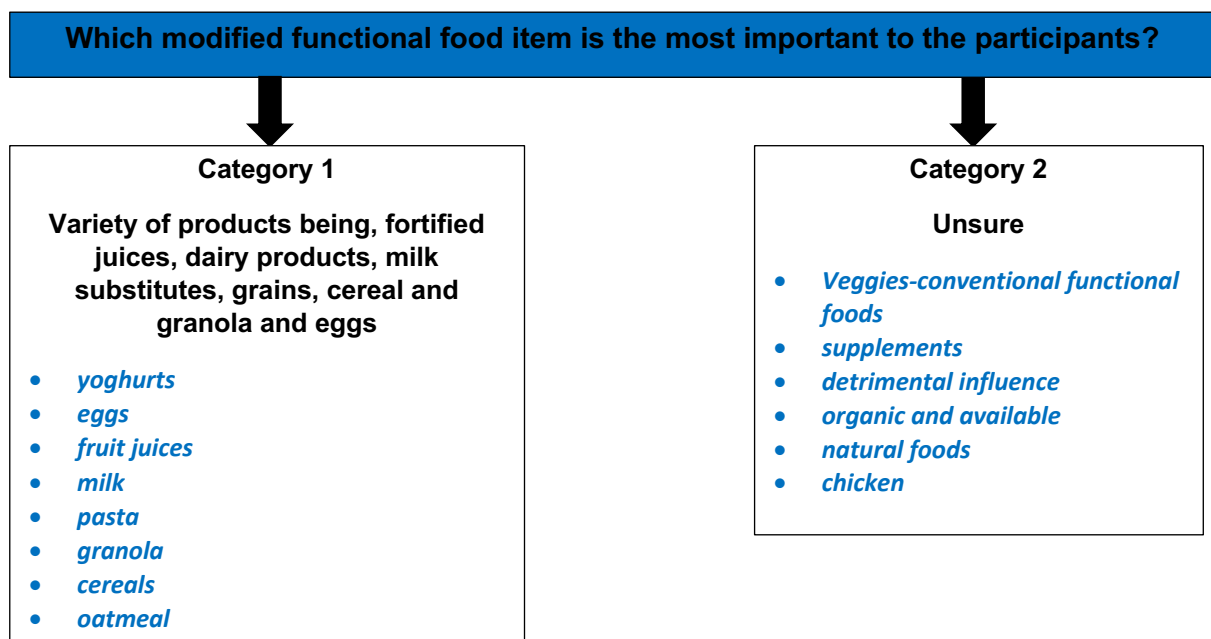 Which modified functional food item is the most important to the participants?
Category 1
Variety of products being, fortified
juices, dairy products, milk
substitutes, grains, cereal and
granola and eggs
• yoghurts
• eggs
• fruit juices
• milk
• pasta
• granola
• cereals
• oatmeal
Category 2
Unsure
• Veggies-conventional functional
foods
• supplements
• detrimental influence
• organic and available
• natural foods
• chicken